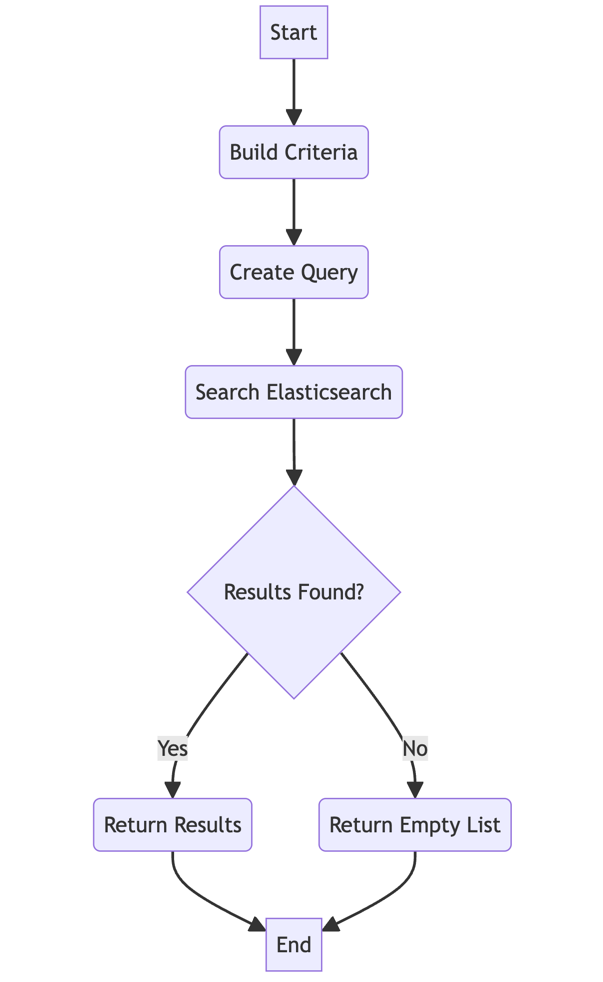 Start
Build Criteria
Create Query
Search Elasticsearch
Results Found?
Yes
No
Return Results
Return Empty List
End